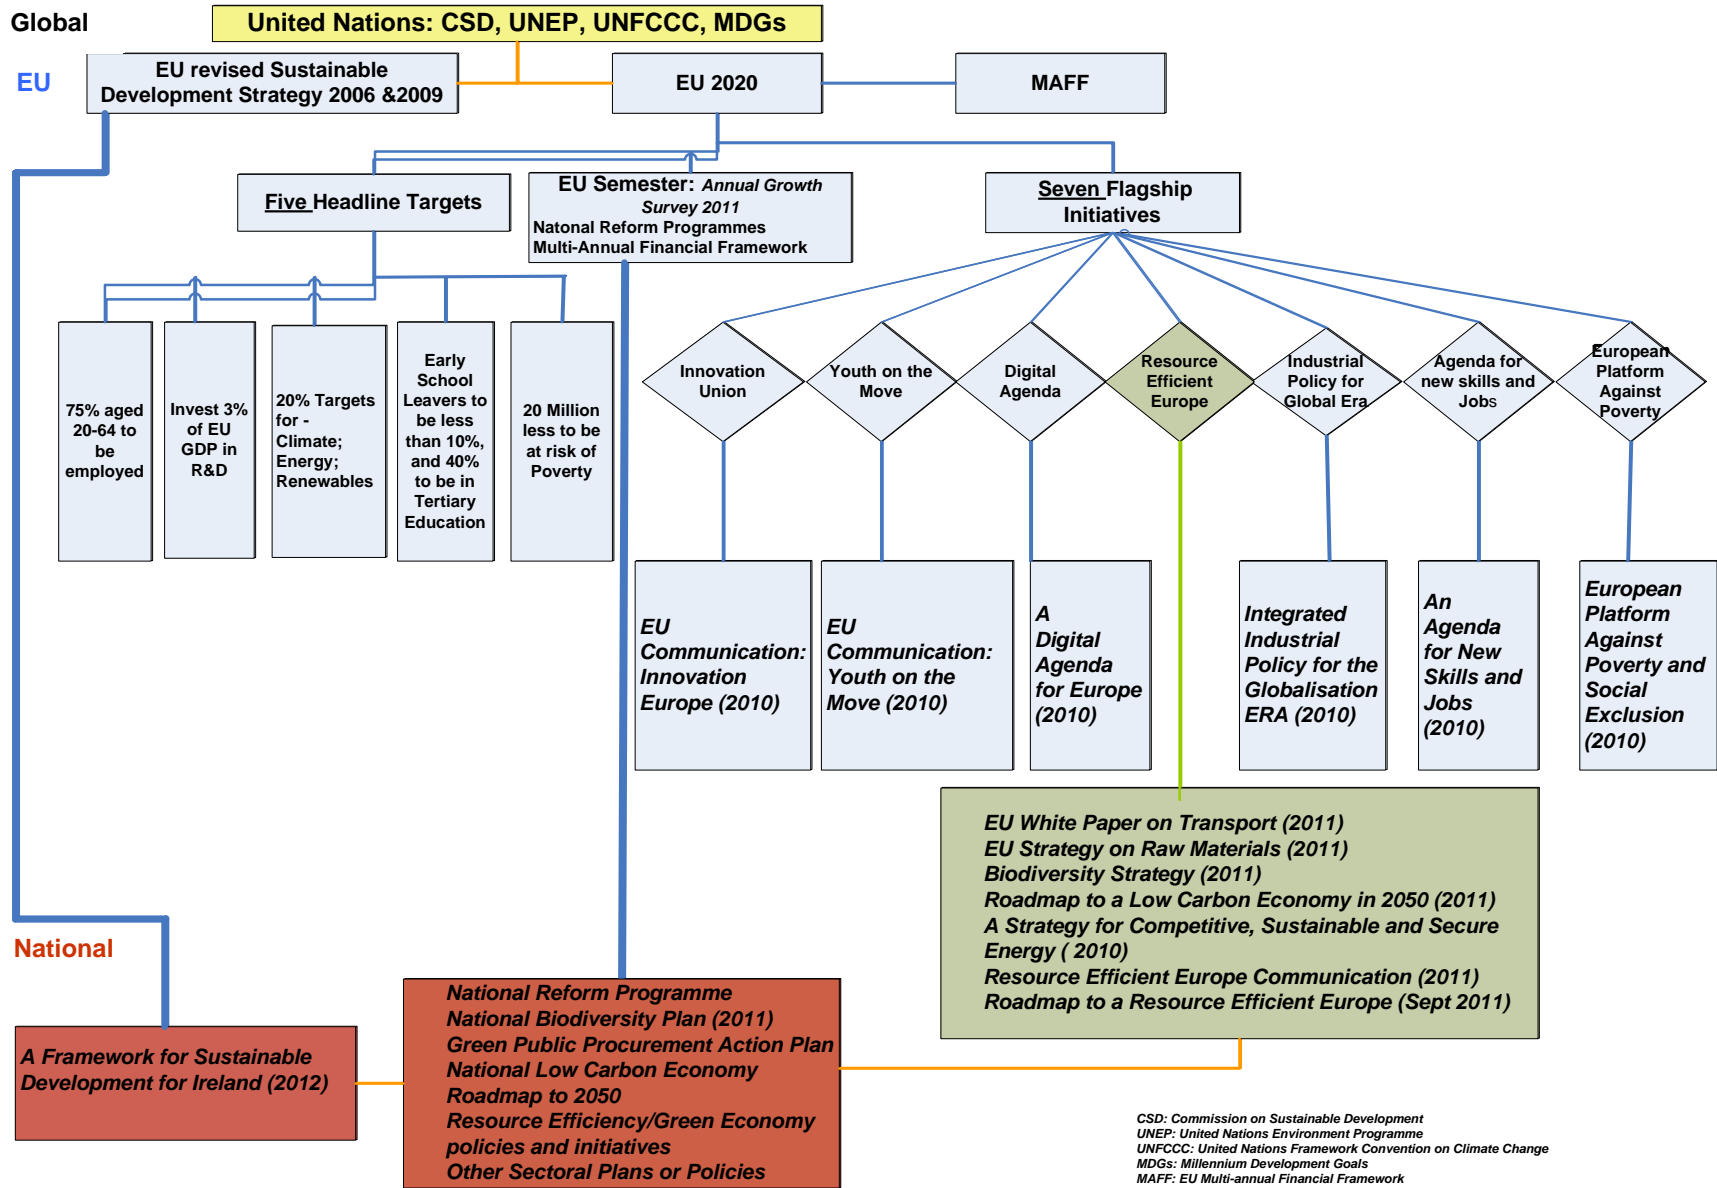 Global
United Nations: CSD, UNEP, UNFCCC, MDGs
EU
EU revised Sustainable
Development Strategy 2006 &2009
EU 2020
MAFF
Five Headline Targets
EU Semester: Annual Growth
Survey 2011
Natonal Reform Programmes
Multi-Annual Financial Framework
Seven Flagship
Initiatives
75% aged
20-64 to
be
employed
Invest 3%
of EU
GDP in
R&D
20% Targets
for -
Climate;
Energy;
Renewables
Early
School
Leavers to
be less
than 10%,
and 40%
to be in
Tertiary
Education
20 Million
less to be
at risk of
Poverty
Innovation
Union
Youth on the
Move
Digital
Agenda
Resource
Efficient
Europe
Industrial
Policy for
Global Era
Agenda for
new skills and
Jobs
European
Platform
Against
Poverty
EU
Communication:
Innovation
Europe (2010)
EU
Communication:
Youth on the
Move (2010)
A
Digital
Agenda
for Europe
(2010)
Integrated
Industrial
Policy for the
Globalisation
ERA (2010)
An
Agenda
for New
Skills and
Jobs
(2010)
European
Platform
Against
Poverty and
Social
Exclusion
(2010)
EU White Paper on Transport (2011)
EU Strategy on Raw Materials (2011)
Biodiversity Strategy (2011)
Roadmap to a Low Carbon Economy in 2050 (2011)
A Strategy for Competitive, Sustainable and Secure
Energy ( 2010)
Resource Efficient Europe Communication (2011)
Roadmap to a Resource Efficient Europe (Sept 2011)
National
A Framework for Sustainable
Development for Ireland (2012)
National Reform Programme
National Biodiversity Plan (2011)
Green Public Procurement Action Plan
National Low Carbon Economy
Roadmap to 2050
Resource Efficiency/Green Economy
policies and initiatives
Other Sectoral Plans or Policies
CSD: Commission on Sustainable Development
UNEP: United Nations Environment Programme
UNFCCC: United Nations Framework Convention on Climate Change
MDGs: Millennium Development Goals
MAFF: EU Multi-annual Financial Framework